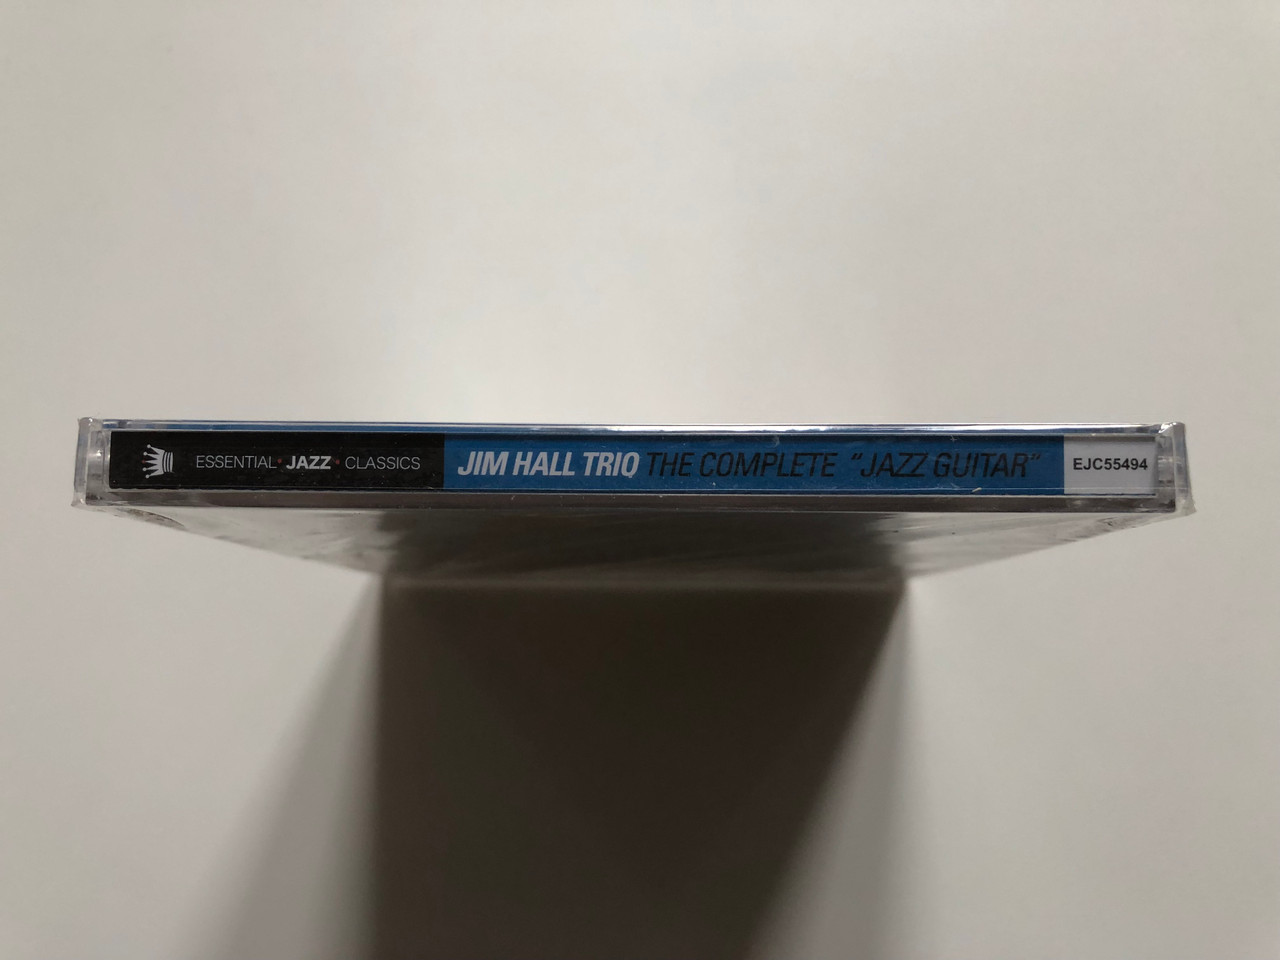 ESSENTIAL · JAZZ · CLASSICS JIM HALL TRIO THE COMPLETE "JAZZ GUITAR" EJC55494